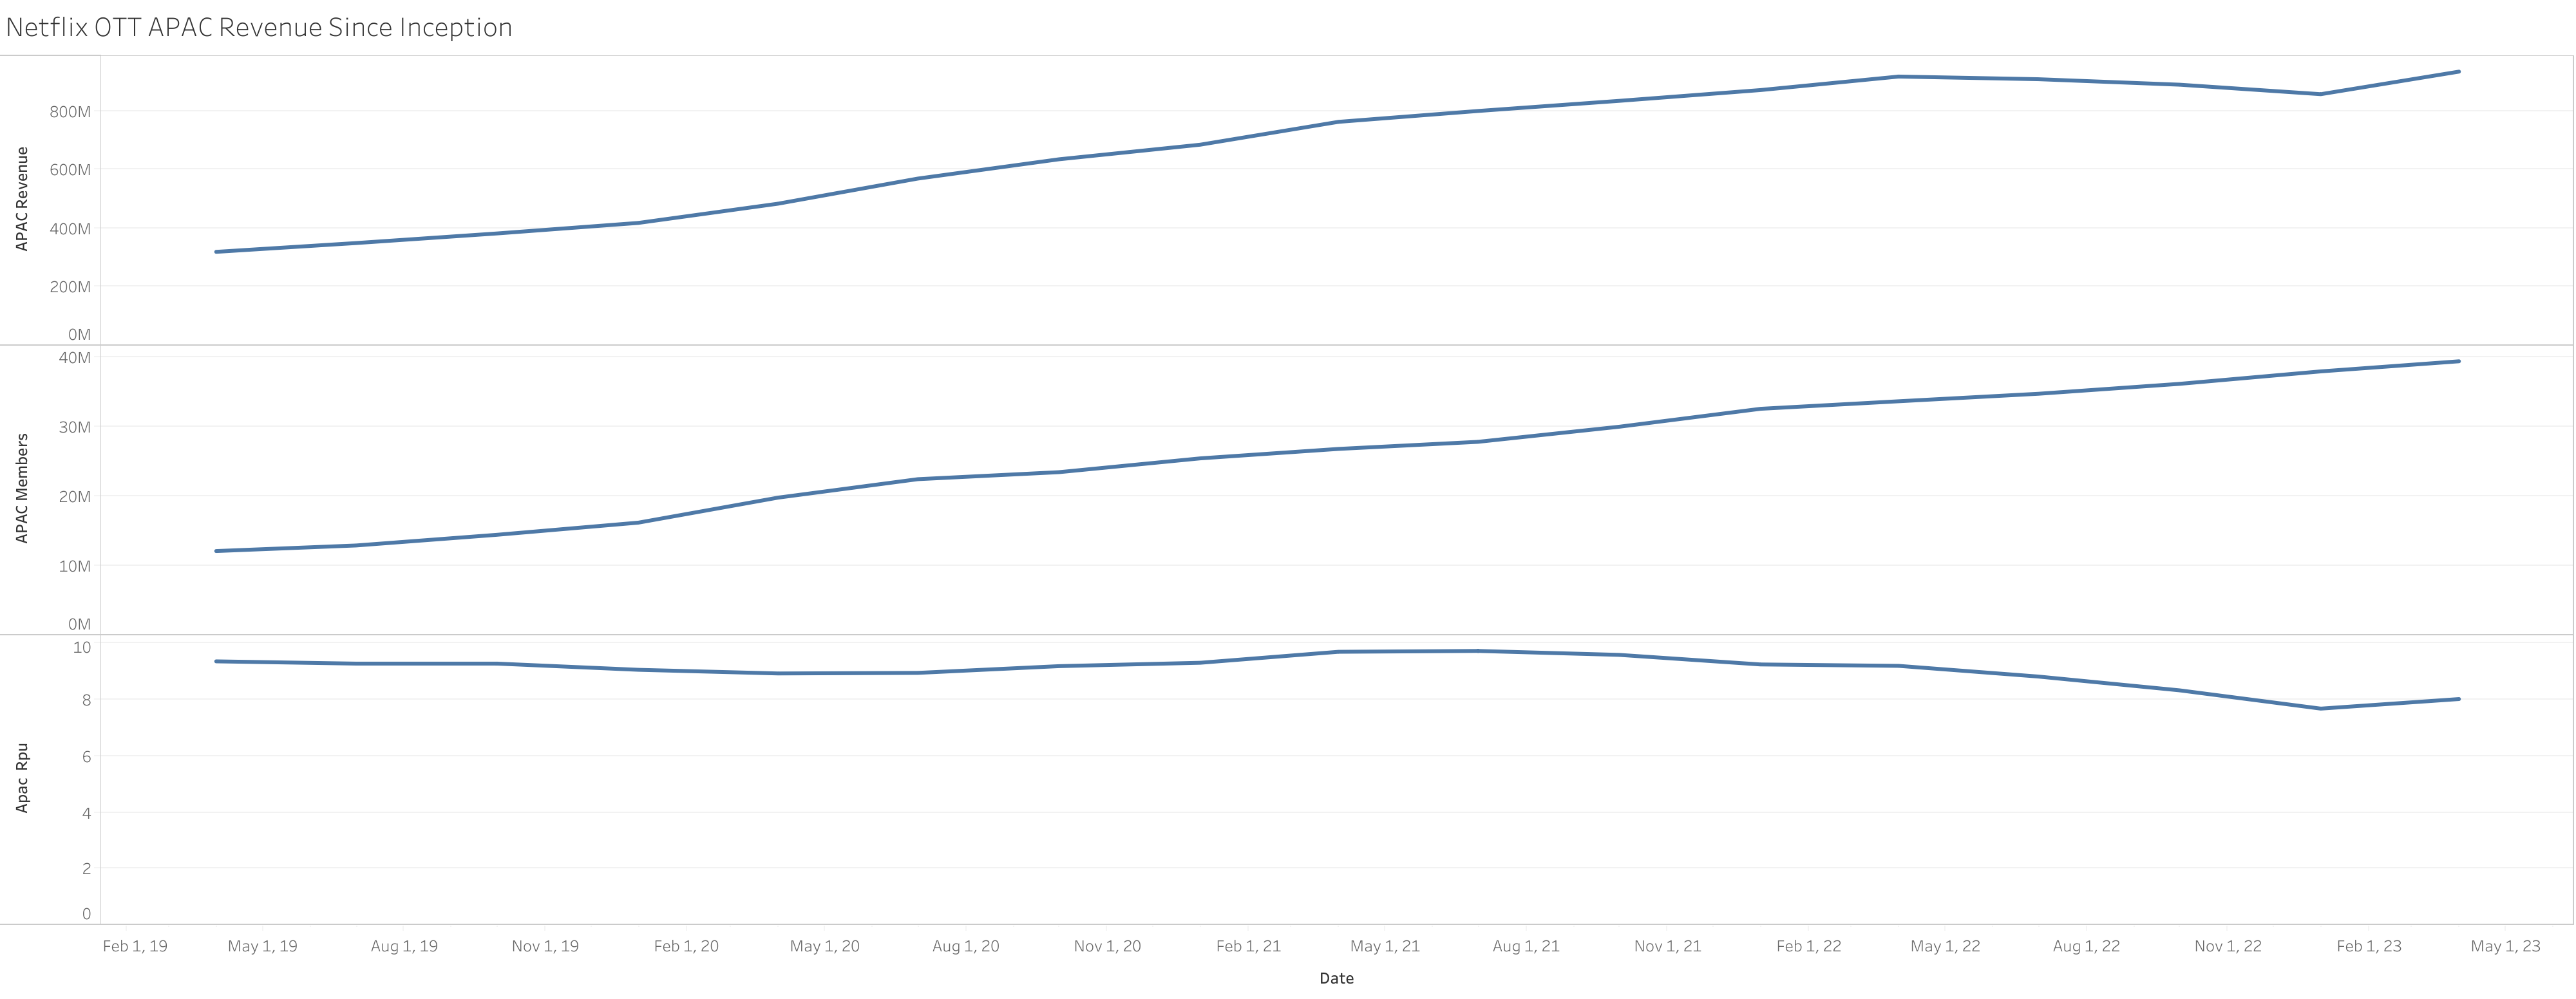 Netflix OTT APAC Revenue Since Inception
APAC Revenue
800M
600M
400M
200M
0M
APAC Members
40M
30M
20M
10M
0M
Apac Rpu
10
8
6
4
2
0
Feb 1, 19 May 1, 19 Aug 1, 19 Nov 1, 19 Feb 1, 20 May 1, 20 Aug 1, 20 Nov 1, 20 Feb 1, 21 May 1, 21 Aug 1, 21 Nov 1, 21 Feb 1, 22 May 1, 22 Aug 1, 22 Nov 1, 22 Feb 1, 23 May 1, 23
Date